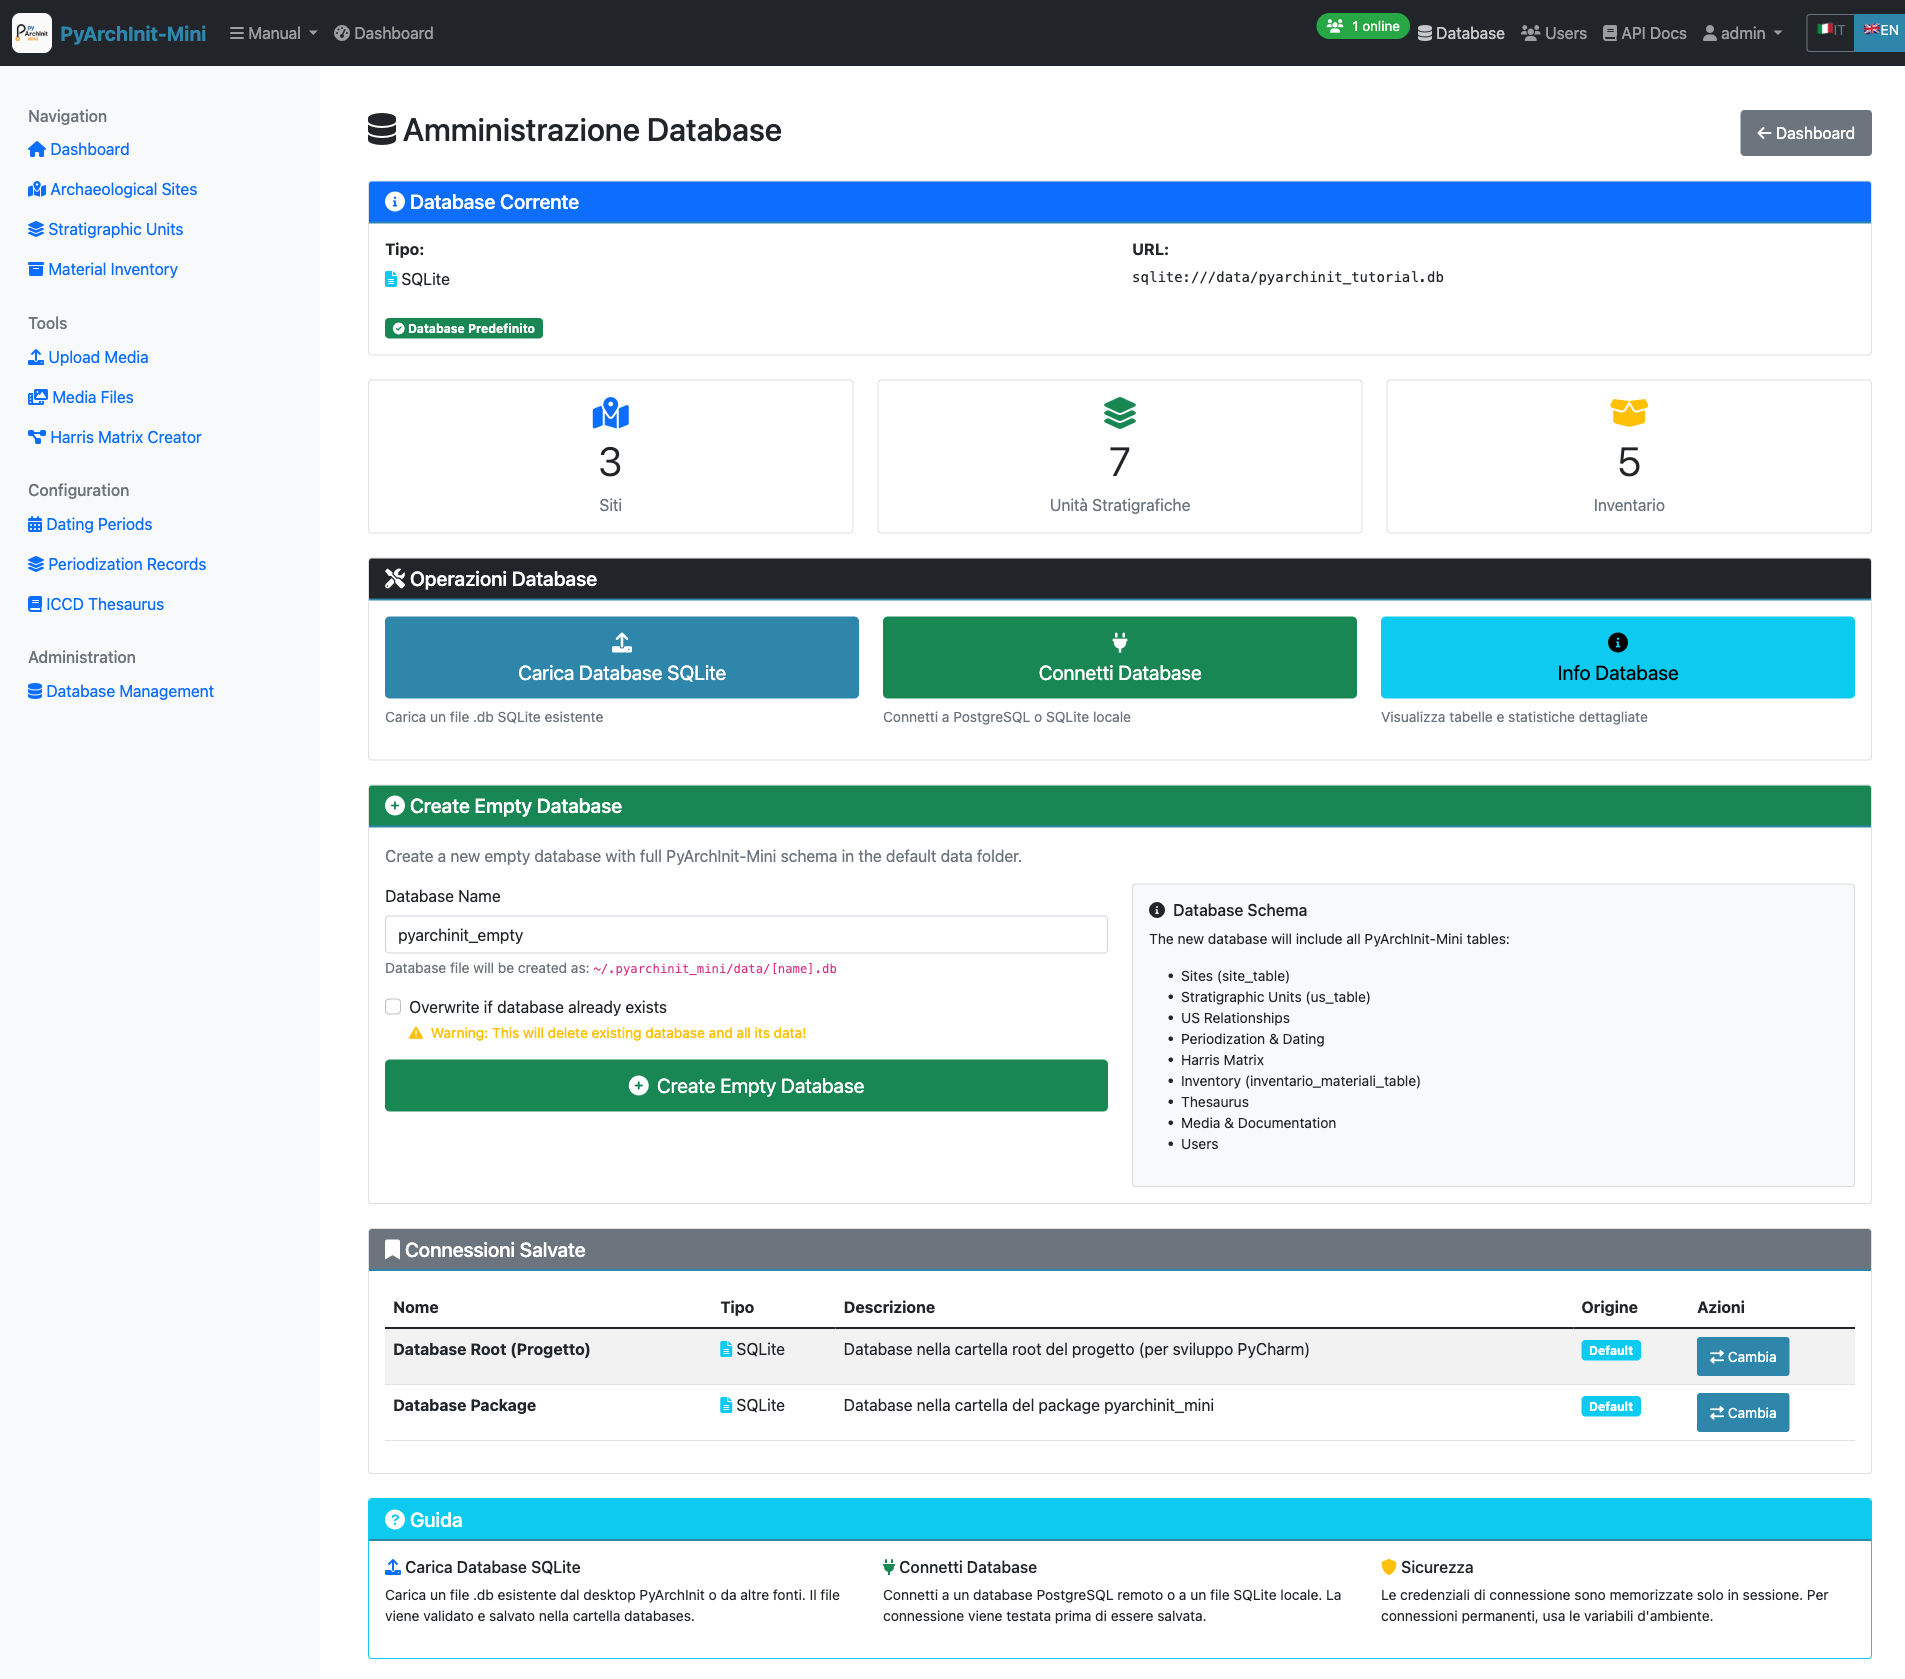 PyArchInit-Mini
Manual
Dashboard
1 online
Database
Users
API Docs
admin
IT
EN
Navigation
Dashboard
Archaeological Sites
Stratigraphic Units
Material Inventory
Tools
Upload Media
Media Files
Harris Matrix Creator
Configuration
Dating Periods
Periodization Records
ICCD Thesaurus
Administration
Database Management
Amministrazione Database
Dashboard
Database Corrente
Tipo:
SQLite
Database Predefinito
URL:
sqlite:///data/pyarchinit_tutorial.db
3
Siti
7
Unità Stratigrafiche
5
Inventario
Operazioni Database
Carica Database SQLite
Carica un file .db SQLite esistente
Connetti Database
Connetti a PostgreSQL o SQLite locale
Info Database
Visualizza tabelle e statistiche dettagliate
Create Empty Database
Create a new empty database with full PyArchInit-Mini schema in the default data folder.
Database Name
pyarchinit_empty
Database file will be created as: ~/.pyarchinit_mini/data/[name].db
Overwrite if database already exists
Warning: This will delete existing database and all its data!
Create Empty Database
Database Schema
The new database will include all PyArchInit-Mini tables:
• Sites (site_table)
• Stratigraphic Units (us_table)
• US Relationships
• Periodization & Dating
• Harris Matrix
• Inventory (inventario_materiali_table)
• Thesaurus
• Media & Documentation
• Users
Connessioni Salvate
Nome Tipo Descrizione Origine Azioni
Database Root (Progetto) SQLite Database nella cartella root del progetto (per sviluppo PyCharm) Default Cambia
Database Package SQLite Database nella cartella del package pyarchinit_mini Default Cambia
Guida
Carica Database SQLite
Carica un file .db esistente dal desktop PyArchInit o da altre fonti. Il file
viene validato e salvato nella cartella databases.
Connetti Database
Connetti a un database PostgreSQL remoto o a un file SQLite locale. La
connessione viene testata prima di essere salvata.
Sicurezza
Le credenziali di connessione sono memorizzate solo in sessione. Per
connessioni permanenti, usa le variabili d'ambiente.